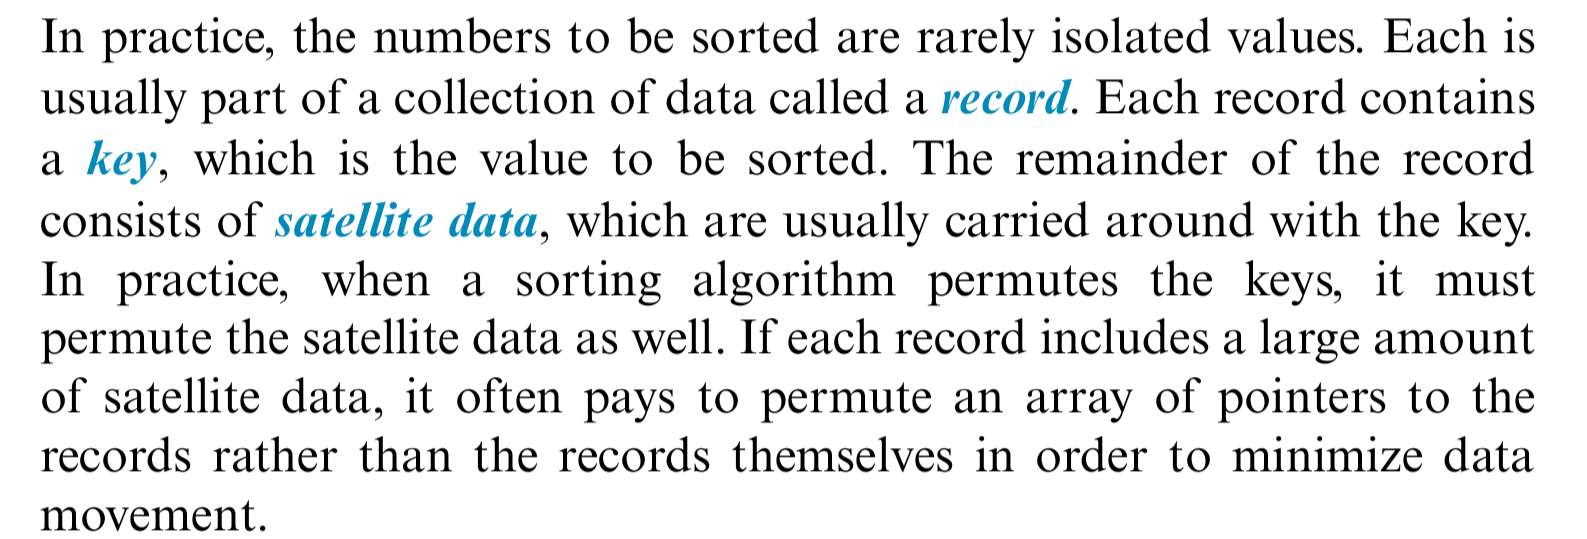 In practice, the numbers to be sorted are rarely isolated values. Each is
usually part of a collection of data called a record. Each record contains
a key, which is the value to be sorted. The remainder of the record
consists of satellite data, which are usually carried around with the key.
In practice, when a sorting algorithm permutes the keys, it must
permute the satellite data as well. If each record includes a large amount
of satellite data, it often pays to permute an array of pointers to the
records rather than the records themselves in order to minimize data
movement.